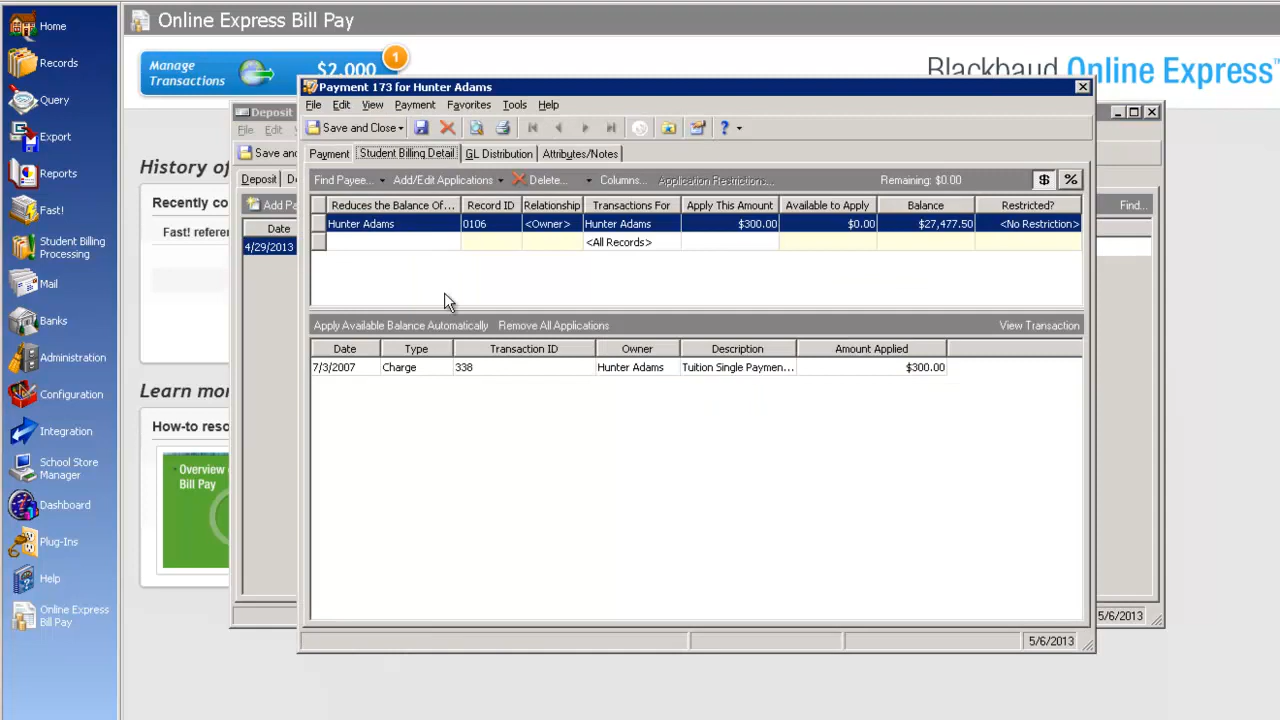 Online Express Bill Pay
Home
Records
Query
Export
Reports
Fast!
Student Billing
Processing
Mail
Banks
Administration
Configuration
Integration
School Store
Manager
Dashboard
Plug-Ins
Help
Online Express
Bill Pay
Manage
Transactions
$2,000
1
Blackbaud Online Express™
History of
Recently co
Fast! refere
Learn more
How-to reso
Overview
Bill Pay
Deposit
File Edit
Save and
Deposit D
Add Pa
Date
4/29/2013
Find...
5/6/2013
Payment 173 for Hunter Adams
File Edit View Payment Favorites Tools Help
Save and Close
Payment Student Billing Detail GL Distribution Attributes/Notes
Find Payee... Add/Edit Applications Delete... Columns... Application Restrictions... Remaining: $0.00 $ %
Reduces the Balance Of... Record ID Relationship Transactions For Apply This Amount Available to Apply Balance Restricted?
Hunter Adams 0106 <Owner> Hunter Adams $300.00 $0.00 $27,477.50 <No Restriction>
<All Records>
Apply Available Balance Automatically Remove All Applications View Transaction
Date Type Transaction ID Owner Description Amount Applied
7/3/2007 Charge 338 Hunter Adams Tuition Single Paymen... $300.00
5/6/2013